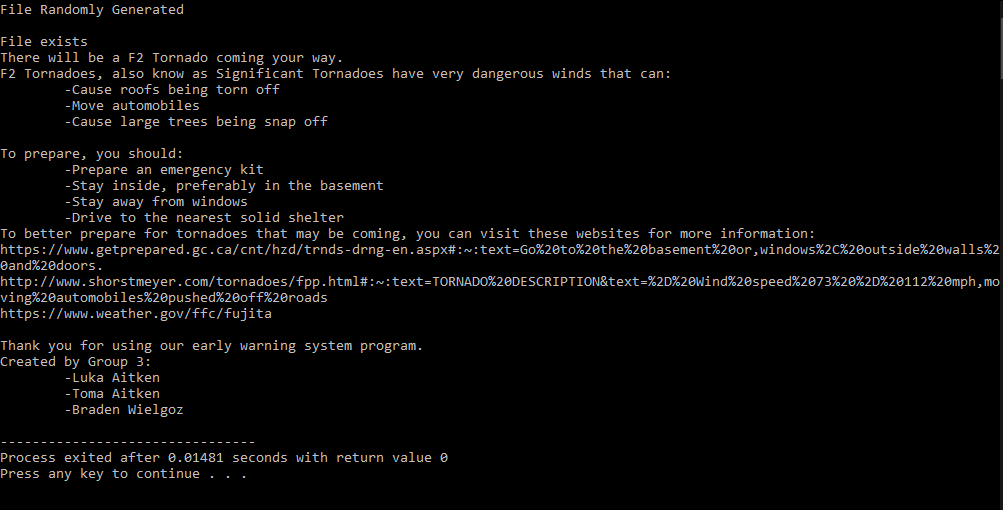 File Randomly Generated
File exists
There will be a F2 Tornado coming your way.
F2 Tornadoes, also know as Significant Tornadoes have very dangerous winds that can:
-Cause roofs being torn off
-Move automobiles
-Cause large trees being snap off
To prepare, you should:
-Prepare an emergency kit
-Stay inside, preferably in the basement
-Stay away from windows
-Drive to the nearest solid shelter
To better prepare for tornadoes that may be coming, you can visit these websites for more information:
https://www.getprepared.gc.ca/cnt/hzd/trnds-drng-en.aspx#:~:text=Go%20to%20the%20basement%20or,windows%2C%20outside%20walls%2
0and%20doors.
http://www.shorstmeyer.com/tornadoes/fpp.html#:~:text=TORNADO%20DESCRIPTION&text=%2D%20Wind%20speed%2073%20%2D%20112%20mph,mo
ving%20automobiles%20pushed%20off%20roads
https://www.weather.gov/ffc/fujita
Thank you for using our early warning system program.
Created by Group 3:
-Luka Aitken
-Toma Aitken
-Braden Wielgoz
--------------------------------
Process exited after 0.01481 seconds with return value 0
Press any key to continue . . .